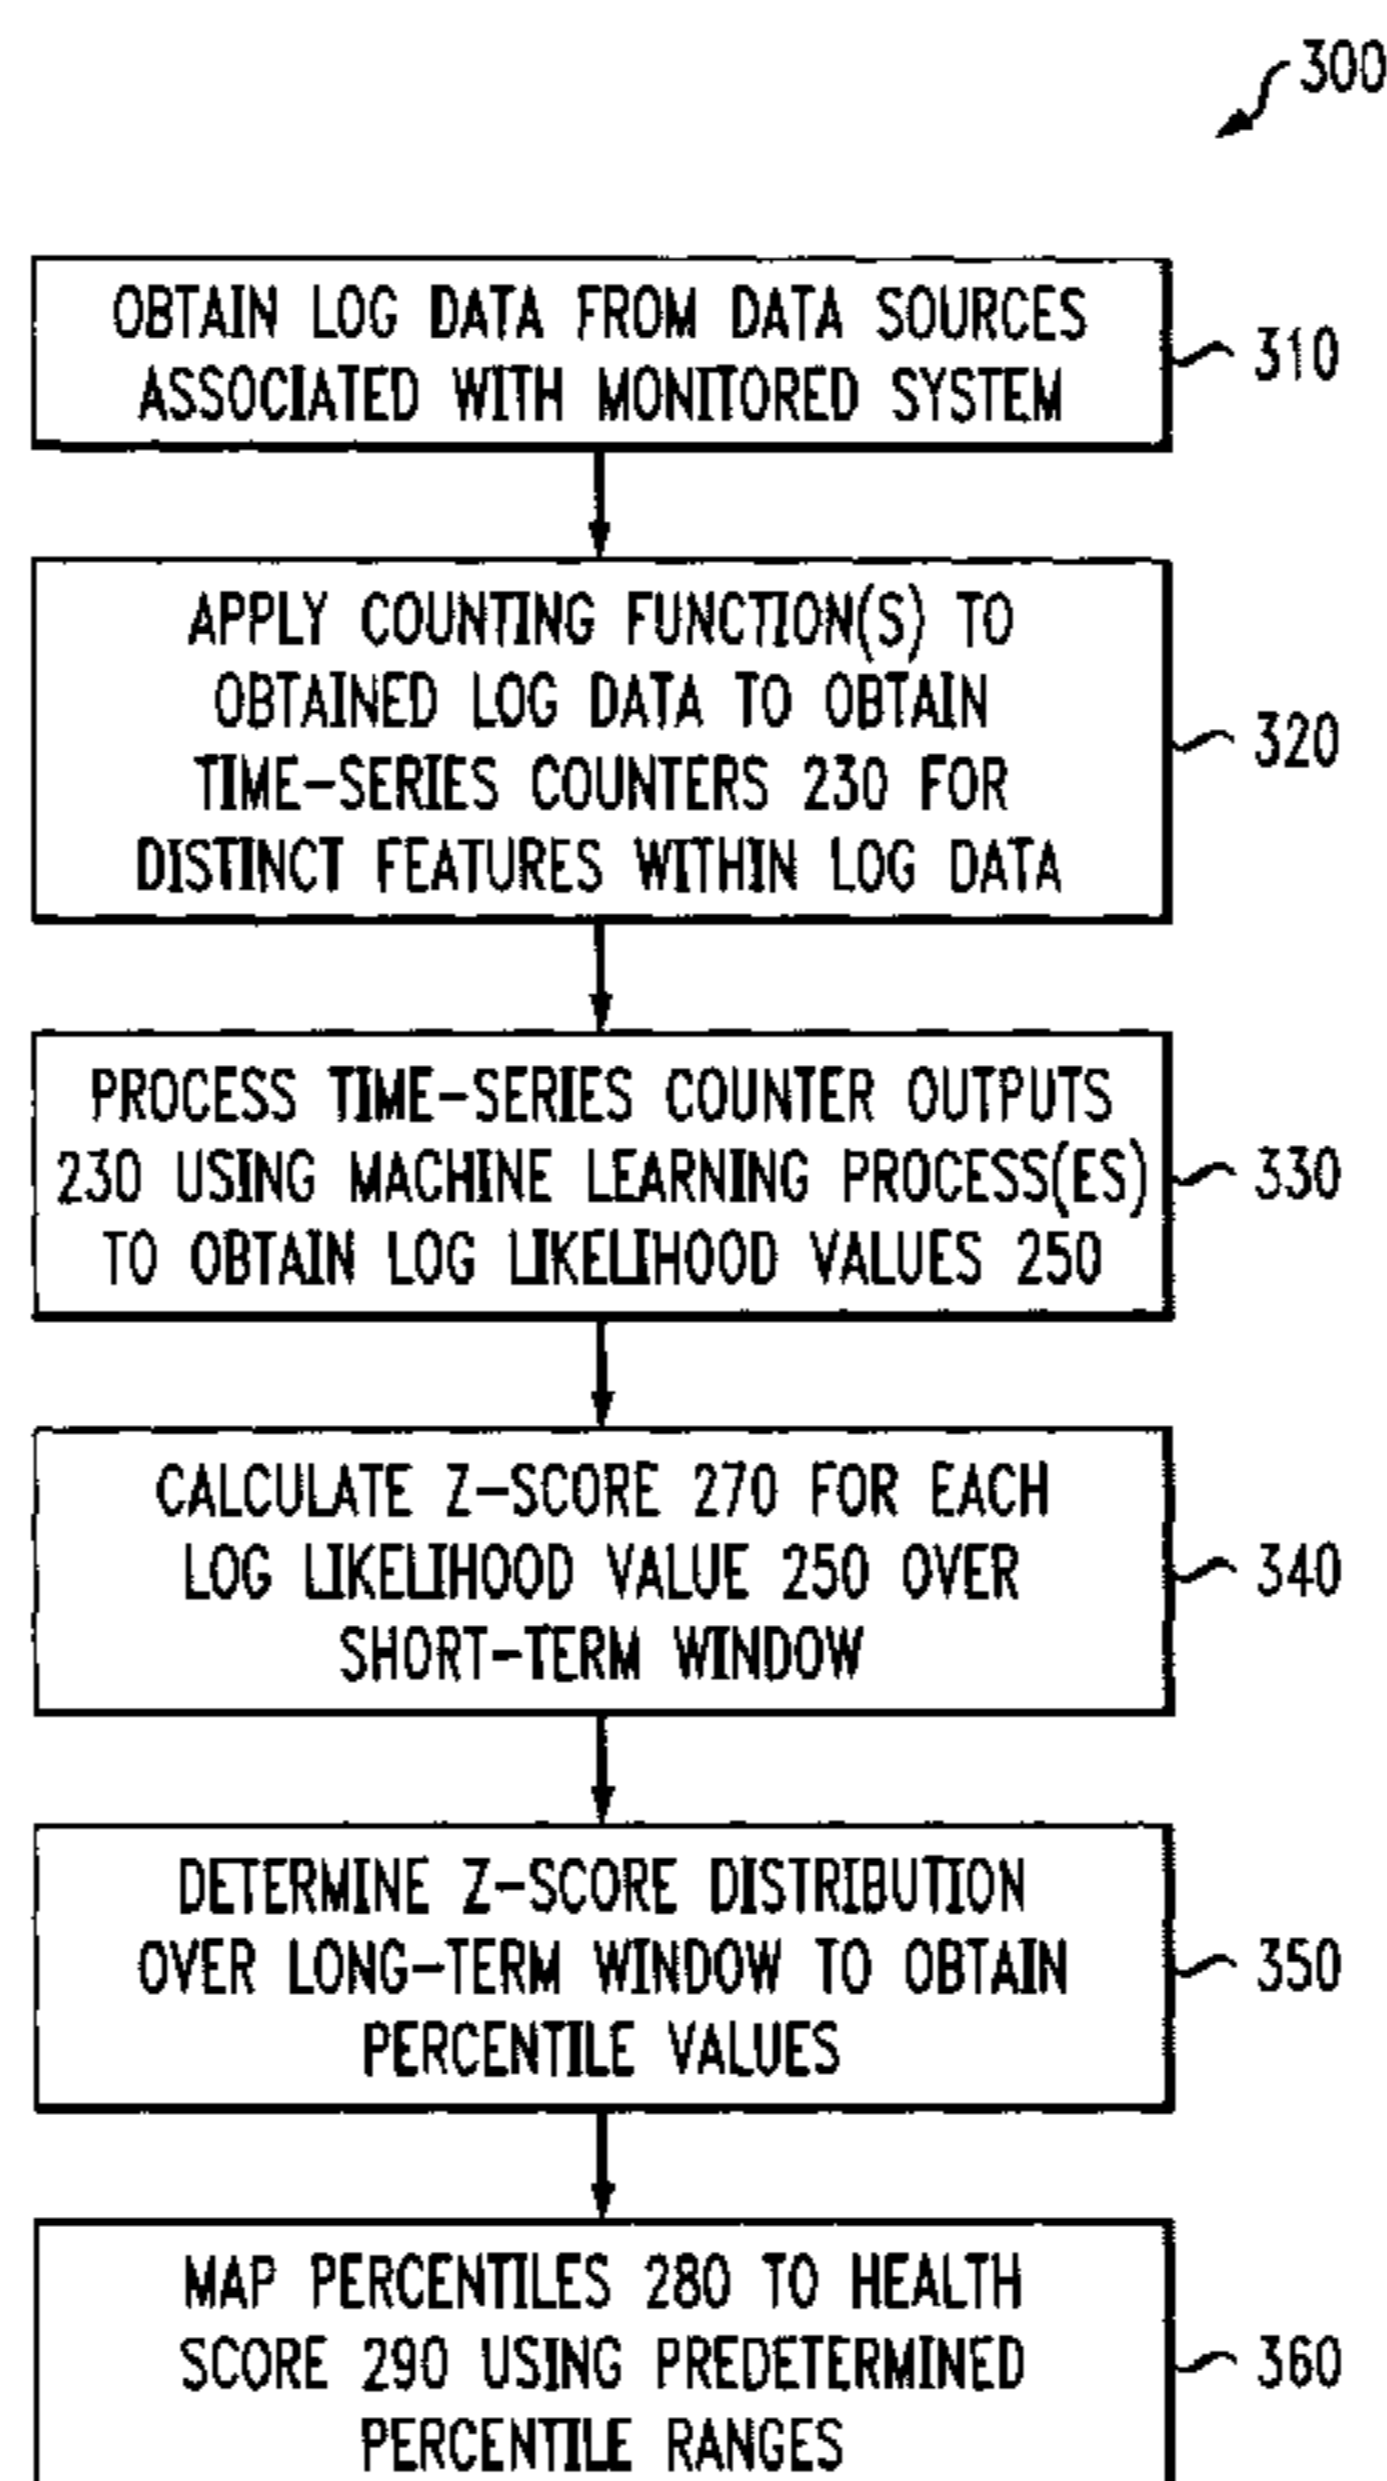 300
OBTAIN LOG DATA FROM DATA SOURCES
ASSOCIATED WITH MONITORED SYSTEM
310
APPLY COUNTING FUNCTION(S) TO
OBTAINED LOG DATA TO OBTAIN
TIME-SERIES COUNTERS 230 FOR
DISTINCT FEATURES WITHIN LOG DATA
320
PROCESS TIME-SERIES COUNTER OUTPUTS
230 USING MACHINE LEARNING PROCESS(ES)
TO OBTAIN LOG LIKELIHOOD VALUES 250
330
CALCULATE Z-SCORE 270 FOR EACH
LOG LIKELIHOOD VALUE 250 OVER
SHORT-TERM WINDOW
340
DETERMINE Z-SCORE DISTRIBUTION
OVER LONG-TERM WINDOW TO OBTAIN
PERCENTILE VALUES
350
MAP PERCENTILES 280 TO HEALTH
SCORE 290 USING PREDETERMINED
PERCENTILE RANGES
360